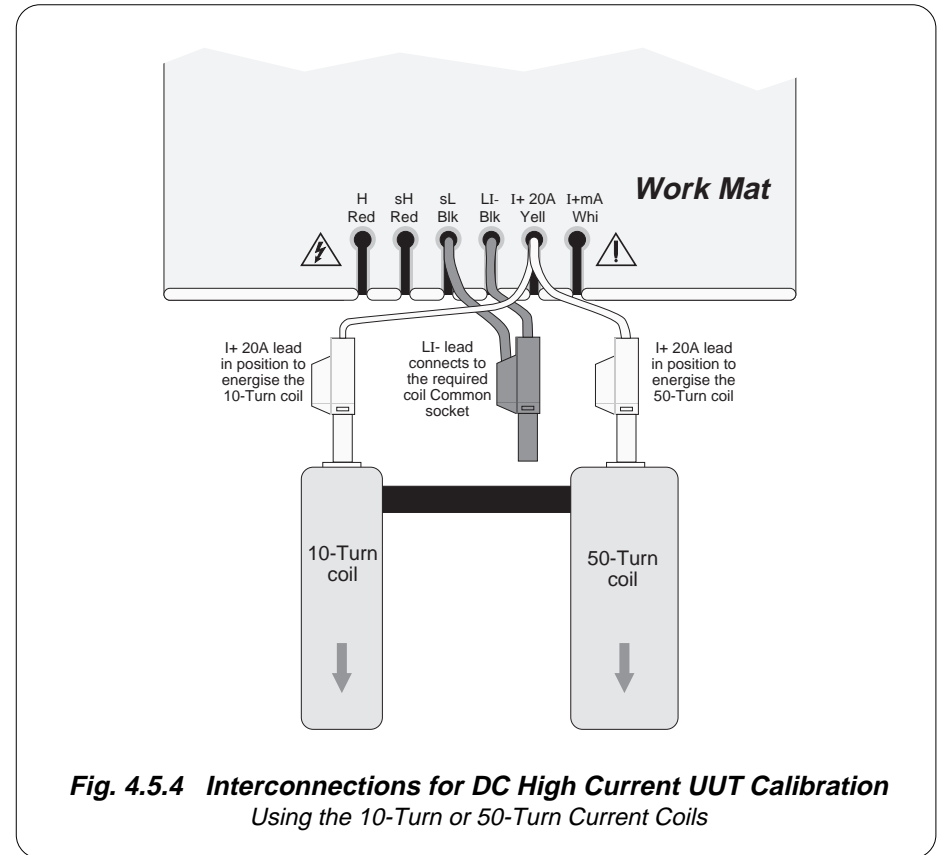 Work Mat
H sH sL LI- I+ 20A I+mA
Red Red Blk Blk Yell Whi
I+ 20A lead
in position to
energise the
10-Turn coil
LI- lead
connects to
the required
coil Common
socket
I+ 20A lead
in position to
energise the
50-Turn coil
10-Turn
coil
50-Turn
coil
Fig. 4.5.4 Interconnections for DC High Current UUT Calibration
Using the 10-Turn or 50-Turn Current Coils